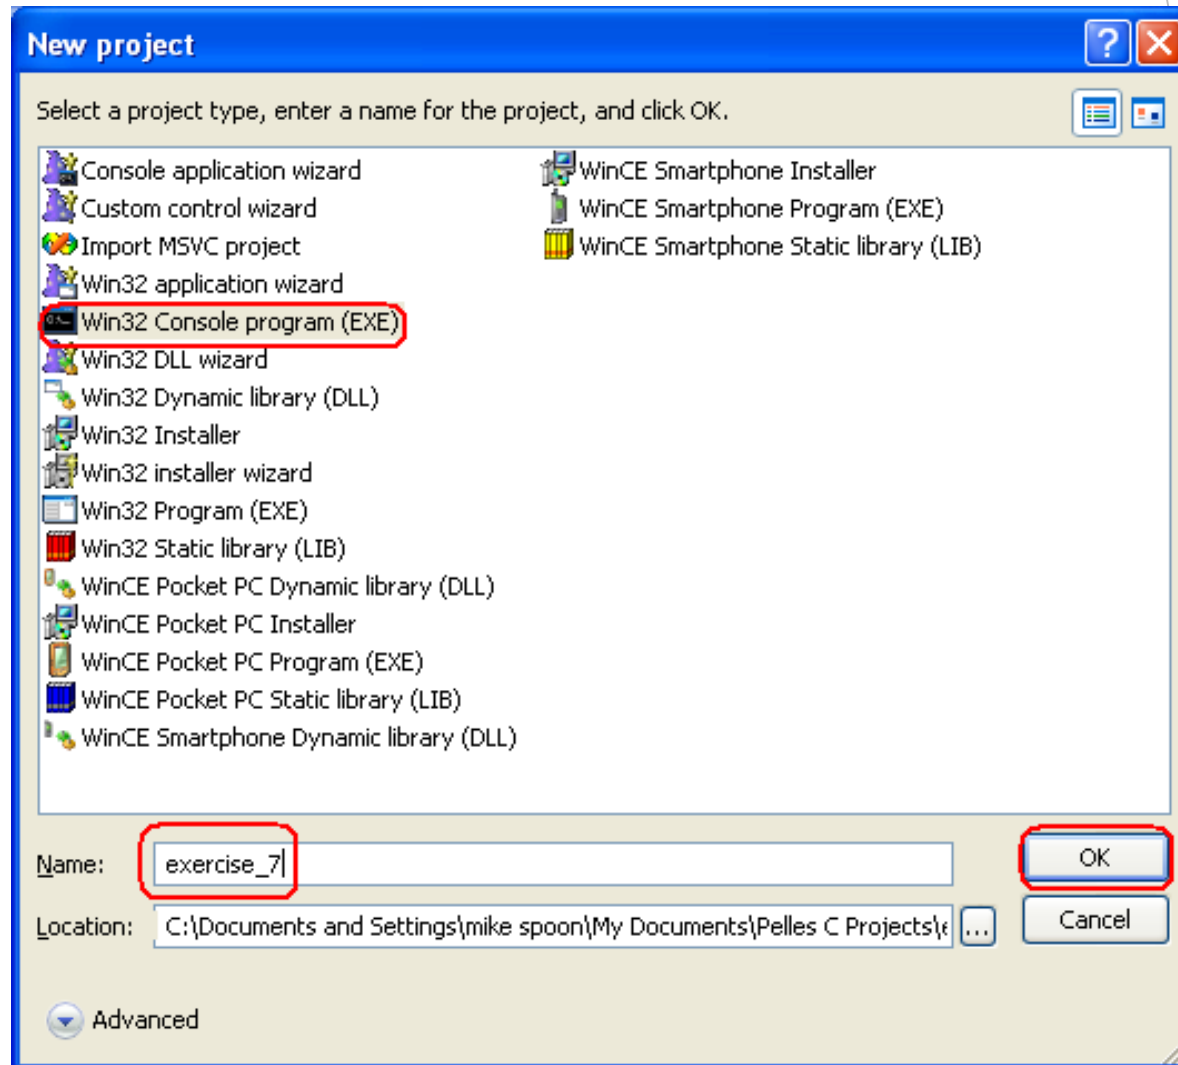 New project
Select a project type, enter a name for the project, and click OK.
Console application wizard
Custom control wizard
Import MSVC project
Win32 application wizard
Win32 Console program (EXE)
Win32 DLL wizard
Win32 Dynamic library (DLL)
Win32 Installer
Win32 installer wizard
Win32 Program (EXE)
Win32 Static library (LIB)
WinCE Pocket PC Dynamic library (DLL)
WinCE Pocket PC Installer
WinCE Pocket PC Program (EXE)
WinCE Pocket PC Static library (LIB)
WinCE Smartphone Dynamic library (DLL)
WinCE Smartphone Installer
WinCE Smartphone Program (EXE)
WinCE Smartphone Static library (LIB)
Name: exercise_7
OK
Location: C:\Documents and Settings\mike spoon\My Documents\Pelles C Projects\e ...
Cancel
Advanced